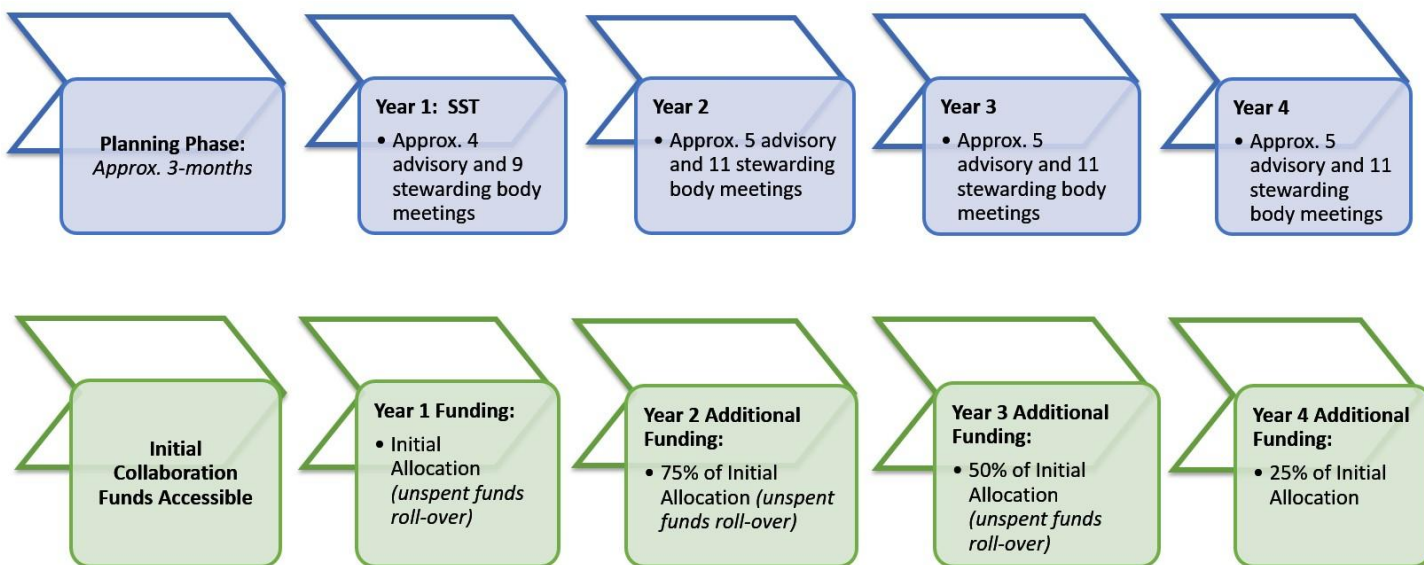 Planning Phase:
Approx. 3-months
Year 1:  SST
• Approx. 4
advisory and 9
stewarding body
meetings
Year 2
• Approx. 5 advisory
and 11 stewarding
body meetings
Year 3
• Approx. 5
advisory and 11
stewarding body
meetings
Year 4
• Approx. 5
advisory and 11
stewarding
body meetings
Initial
Collaboration
Funds Accessible
Year 1 Funding:
• Initial
Allocation
(unspent funds
roll-over)
Year 2 Additional
Funding:
• 75% of Initial
Allocation (unspent
funds roll-over)
Year 3 Additional
Funding:
• 50% of Initial
Allocation
(unspent funds
roll-over)
Year 4 Additional
Funding:
• 25% of Initial
Allocation